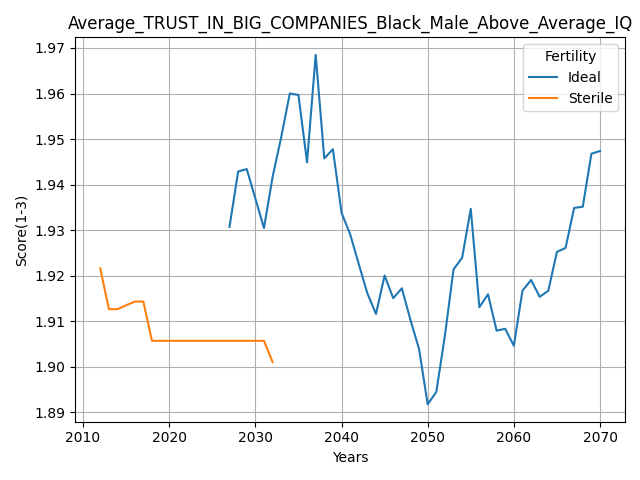 Average_TRUST_IN_BIG_COMPANIES_Black_Male_Above_Average_IQ
Fertility
Ideal
Sterile
Score(1-3)
1.97
1.96
1.95
1.94
1.93
1.92
1.91
1.90
1.89
2010 2020 2030 2040 2050 2060 2070
Years